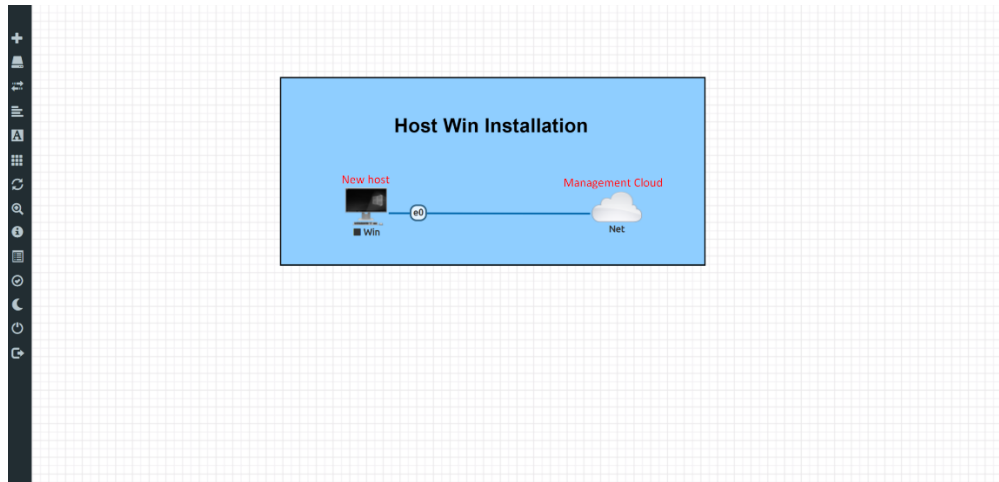 Host Win Installation
New host
Management Cloud
e0
Win
Net